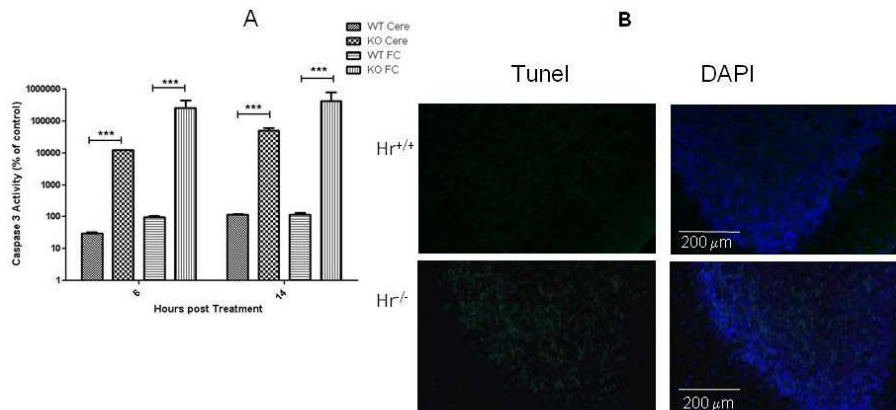 A
B
WT Cere
KO Cere
WT FC
KO FC
Caspase 3 Activity (% of control)
1000000
100000
10000
100
10
1
***
***
***
***
6
14
Hours post Treatment
Tunel
DAPI
Hr+/+
200 μm
Hr-/-
200 μm